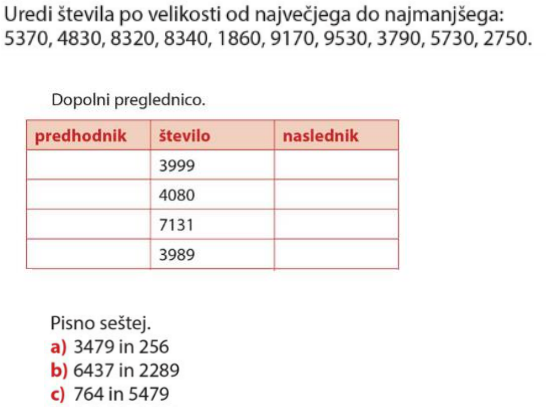 Uredi števila po velikosti od največjega do najmanjšega:
5370, 4830, 8320, 8340, 1860, 9170, 9530, 3790, 5730, 2750.
Dopolni preglednico.
predhodnik število naslednik
3999
4080
7131
3989
Pisno seštej.
a) 3479 in 256
b) 6437 in 2289
c) 764 in 5479